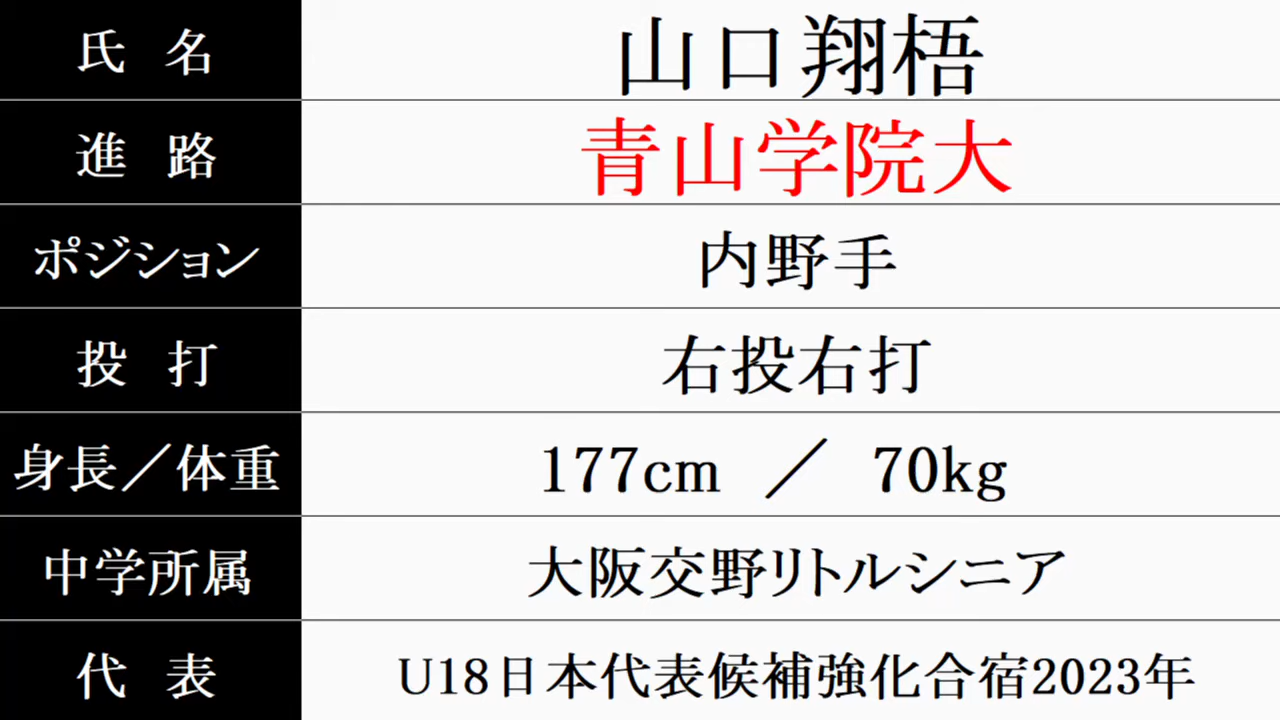 氏名 山口翔梧
進路 青山学院大
ポジション 内野手
投打 右投右打
身長／体重 177cm ／ 70kg
中学所属 大阪交野リトルシニア
代表 U18日本代表候補強化合宿2023年